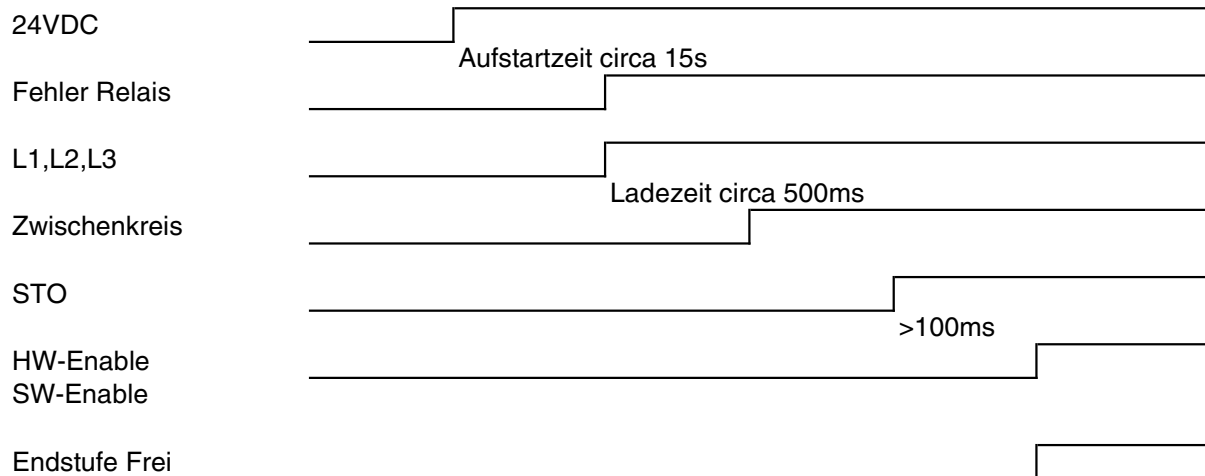 24VDC
Aufstartzeit circa 15s
Fehler Relais
L1,L2,L3
Ladezeit circa 500ms
Zwischenkreis
STO
>100ms
HW-Enable
SW-Enable
Endstufe Frei